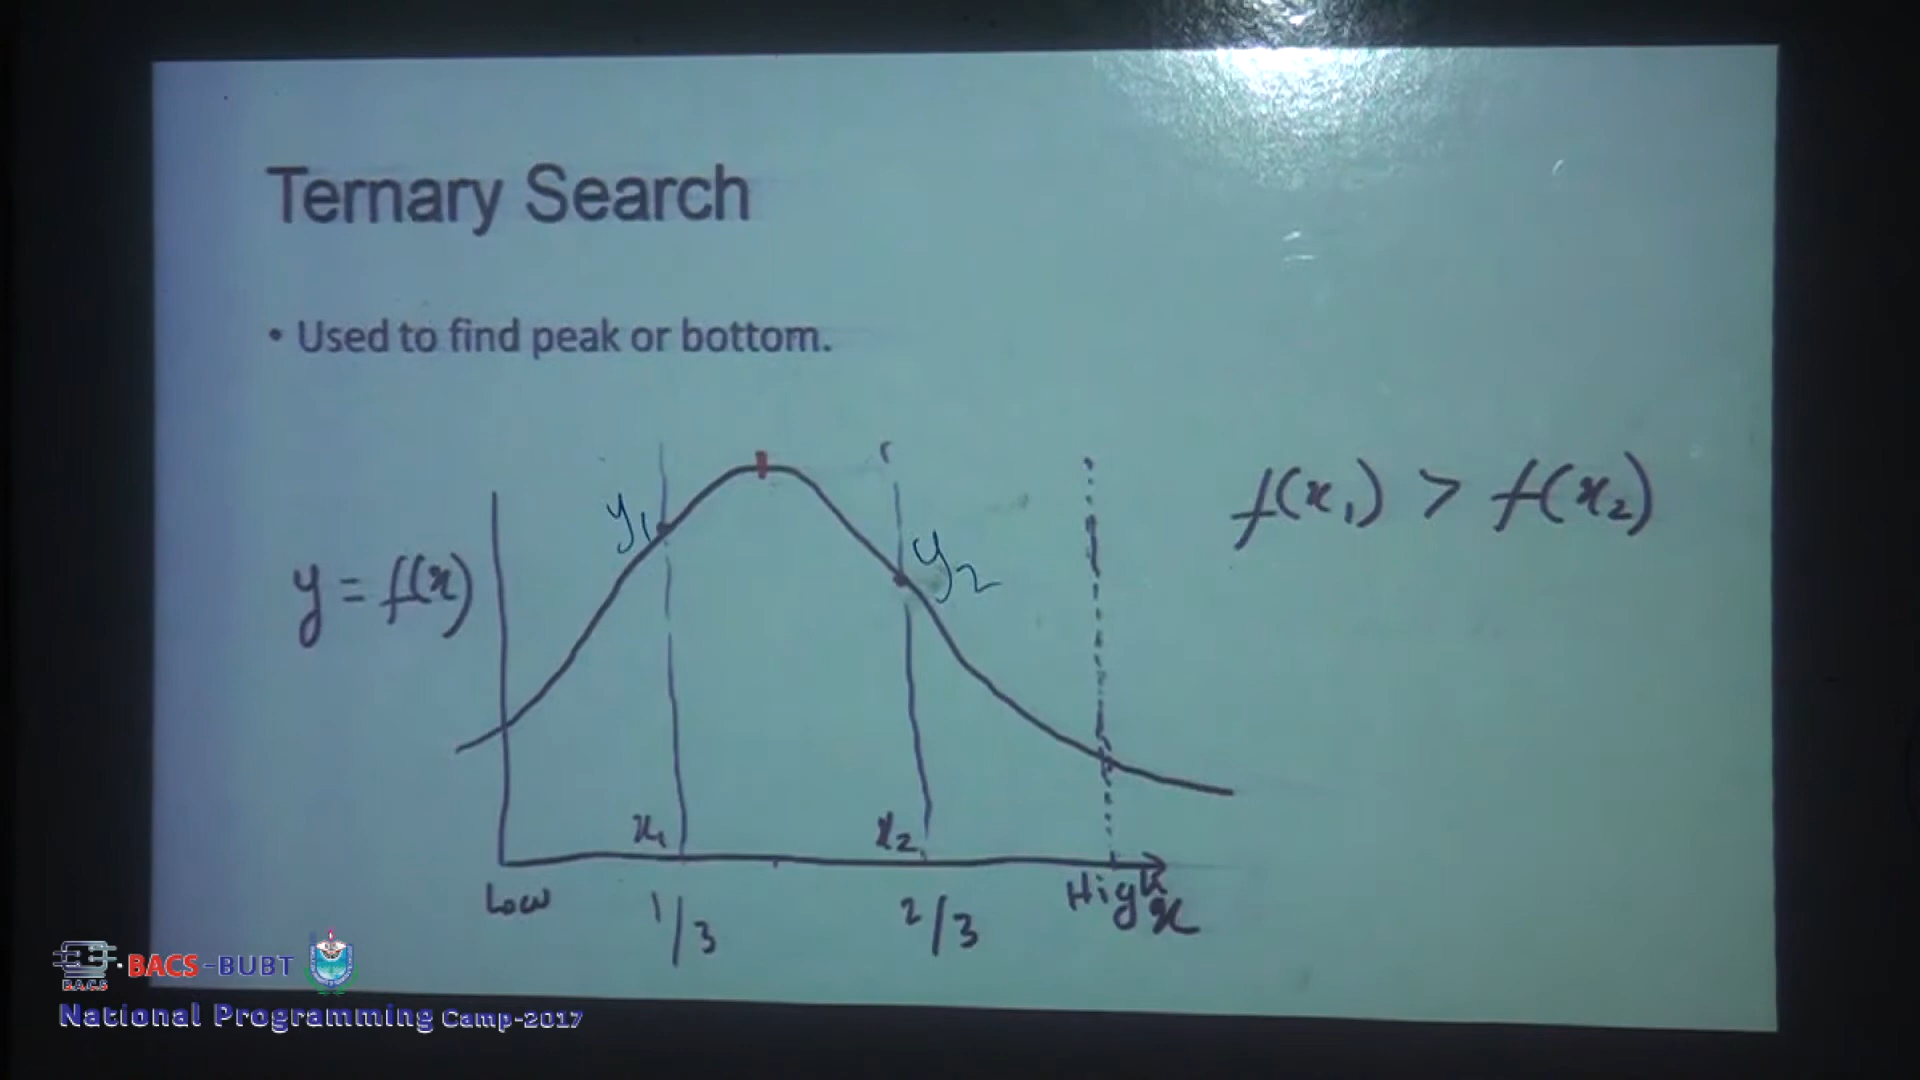 Ternary Search
• Used to find peak or bottom.
y₁
y₂
f(x₁) > f(x₂)
y = f(x)
x₁
x₂
Low
1/3
2/3
High
x
B.A.C.S
BACS-BUBT
National Programming Camp-2017